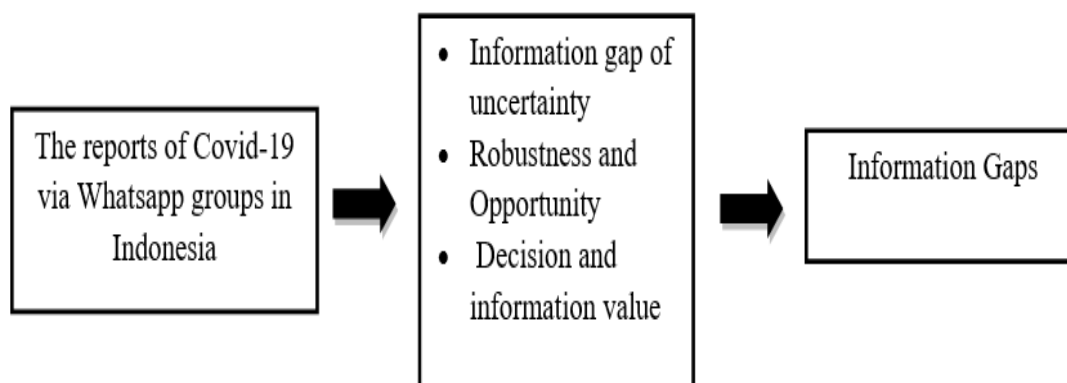 The reports of Covid-19
via Whatsapp groups in
Indonesia
• Information gap of
uncertainty
• Robustness and
Opportunity
• Decision and
information value
Information Gaps